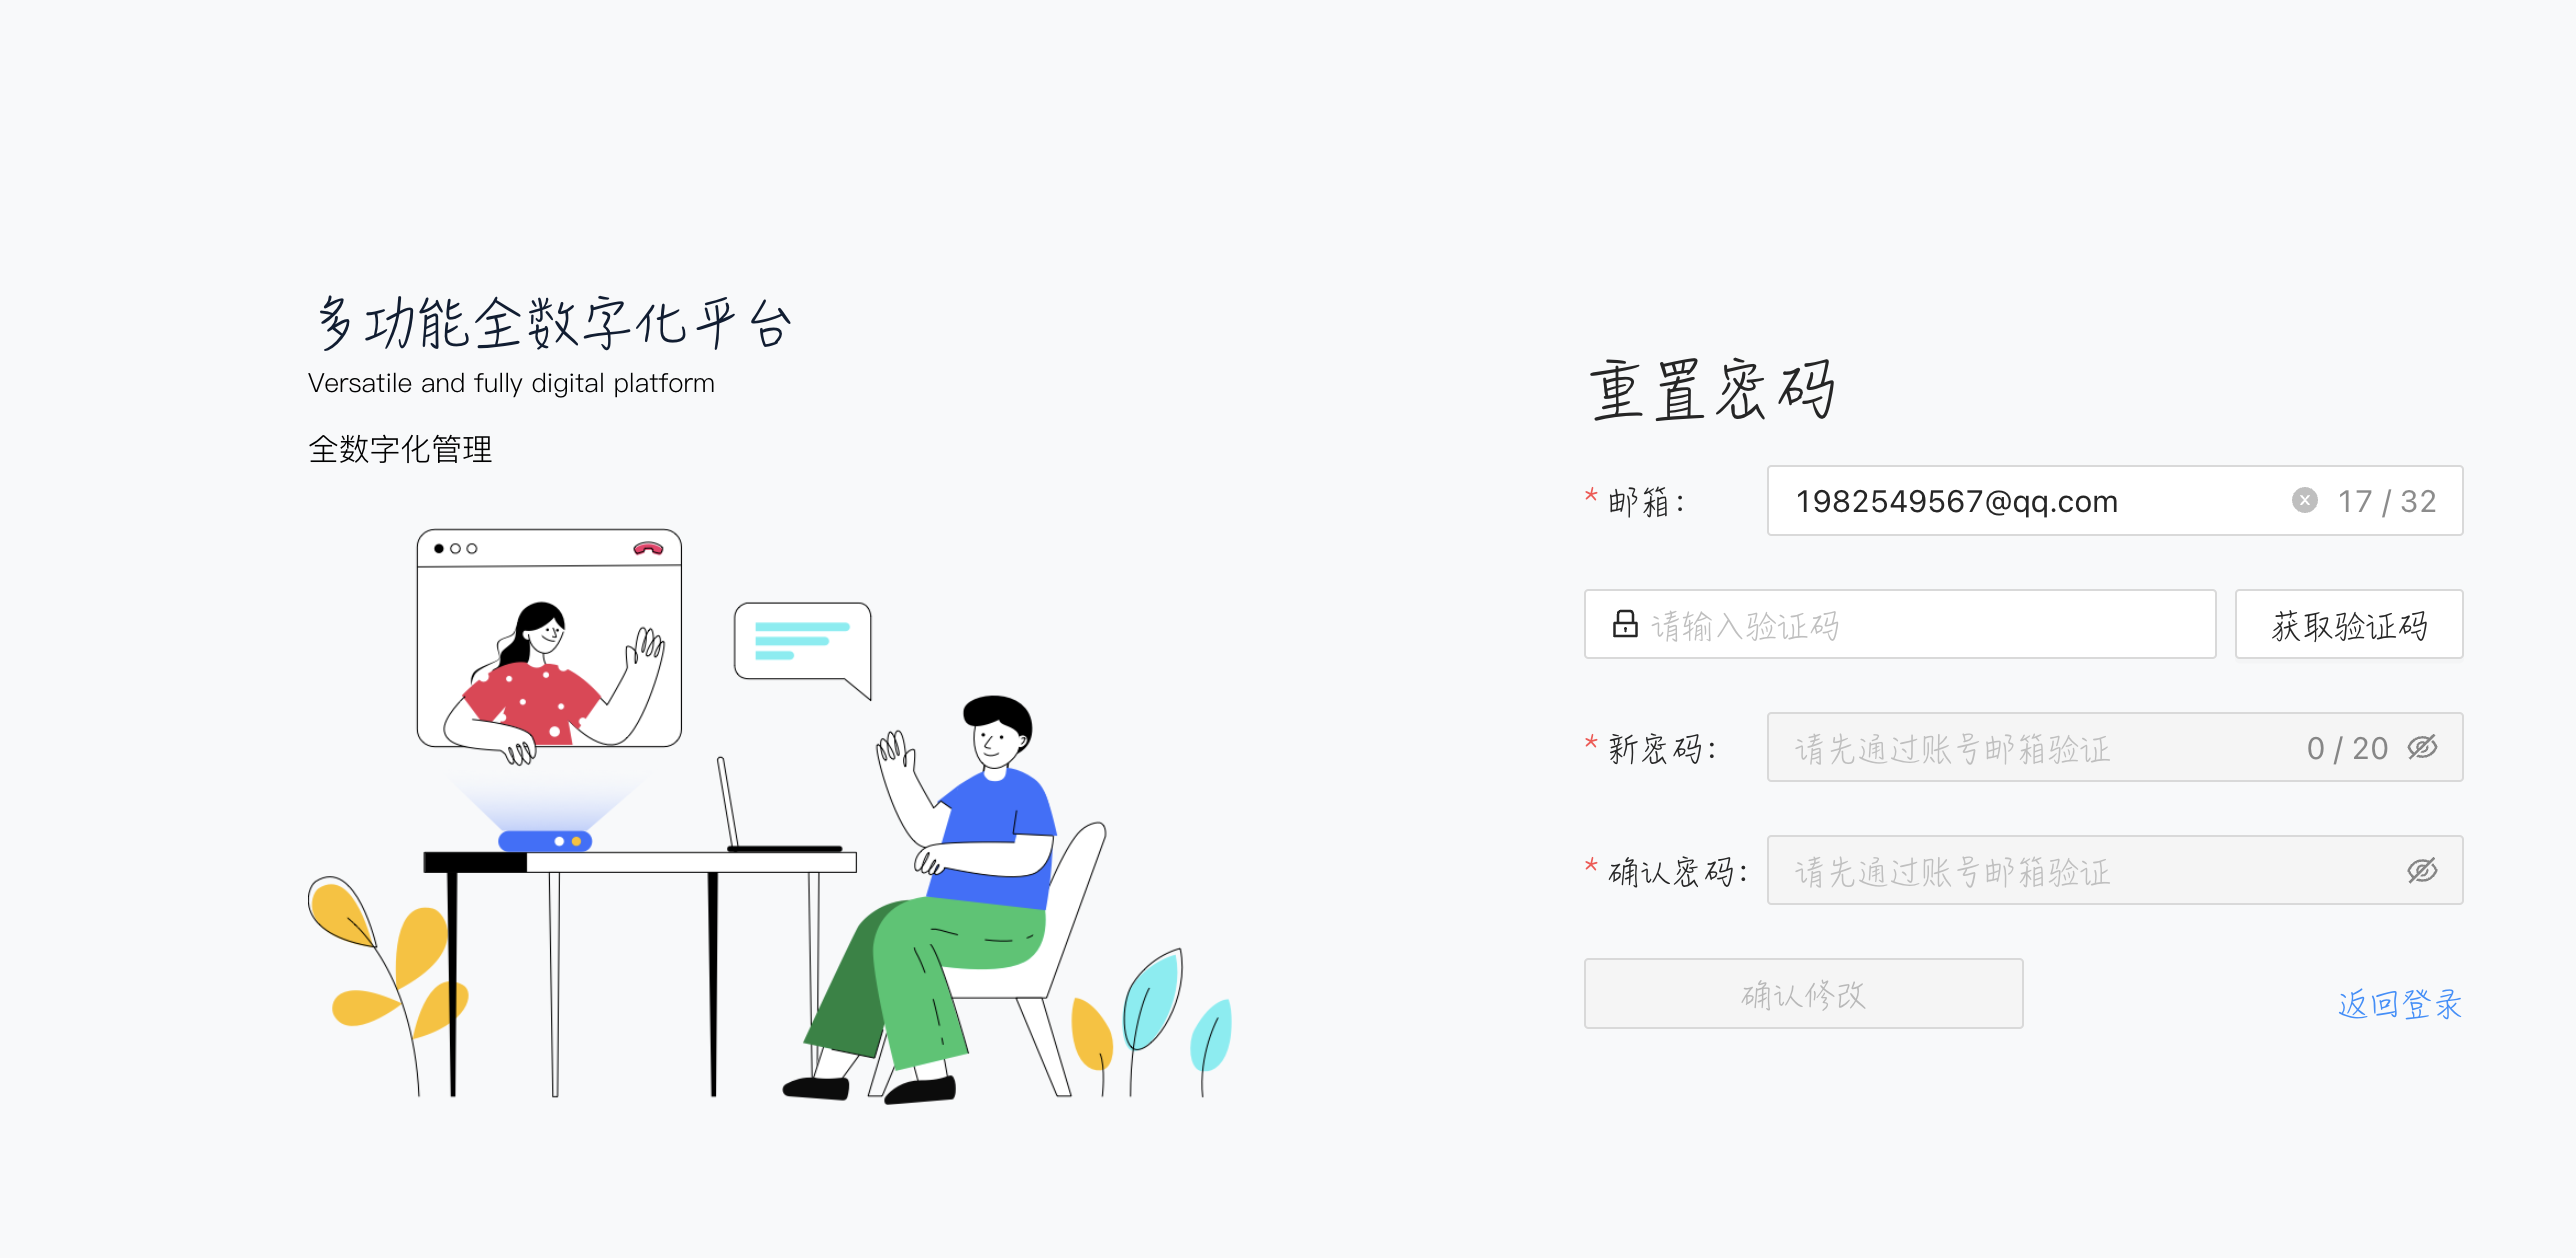 多功能全数字化平台
Versatile and fully digital platform
全数字化管理
重置密码
* 邮箱：
1982549567@qq.com
17 / 32
请输入验证码
获取验证码
* 新密码：
请先通过账号邮箱验证
0 / 20
* 确认密码：
请先通过账号邮箱验证
确认修改
返回登录